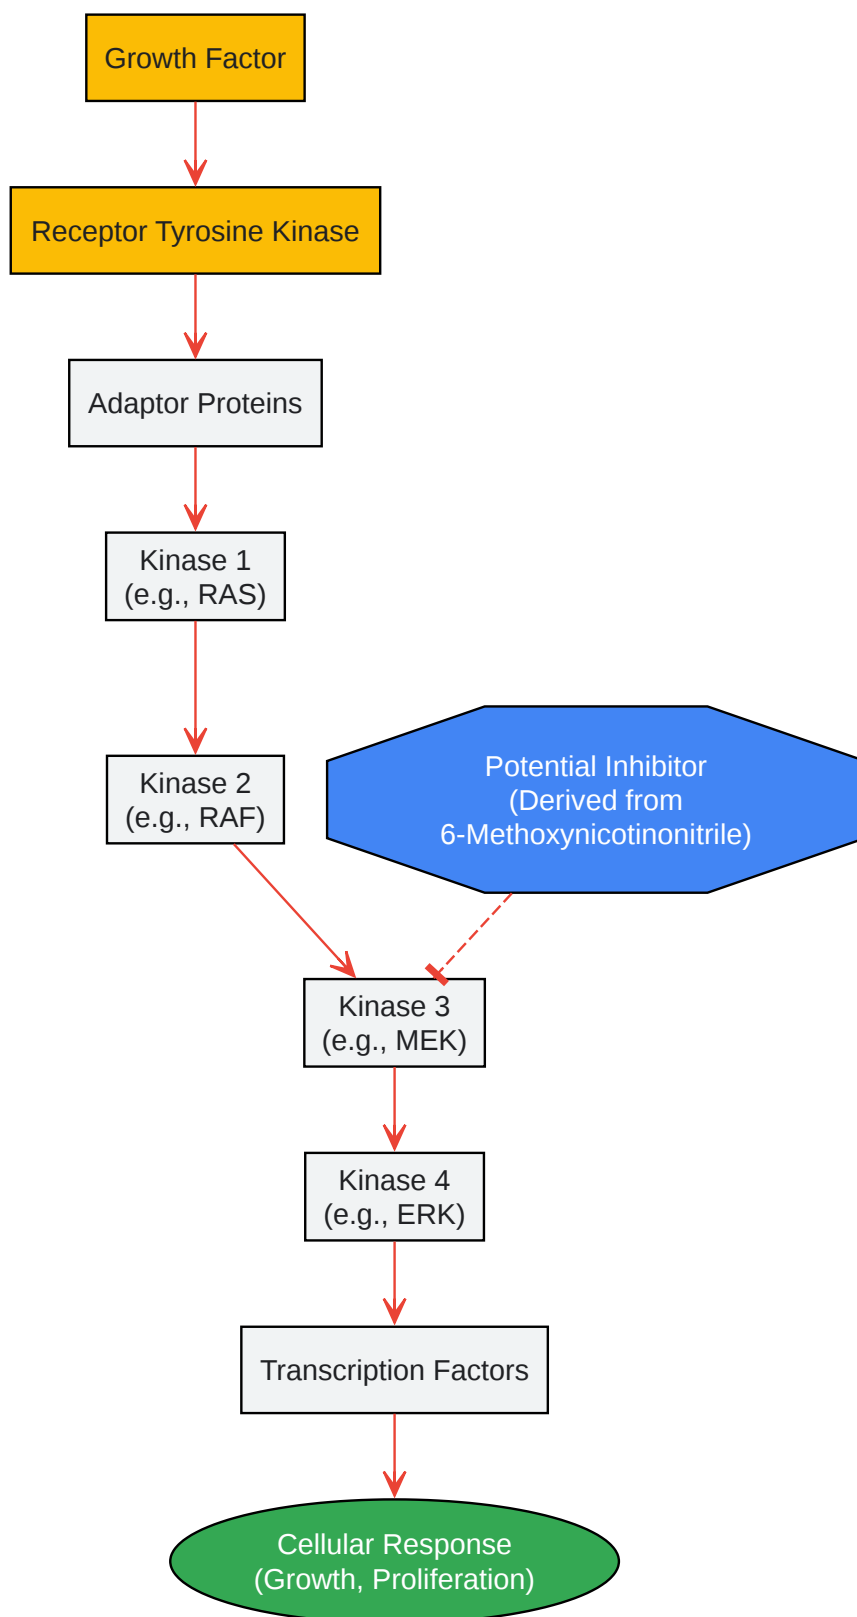 Growth Factor
Receptor Tyrosine Kinase
Adaptor Proteins
Kinase 1
(e.g., RAS)
Kinase 2
(e.g., RAF)
Potential Inhibitor
(Derived from
6-Methoxynicotinonitrile)
Kinase 3
(e.g., MEK)
Kinase 4
(e.g., ERK)
Transcription Factors
Cellular Response
(Growth, Proliferation)